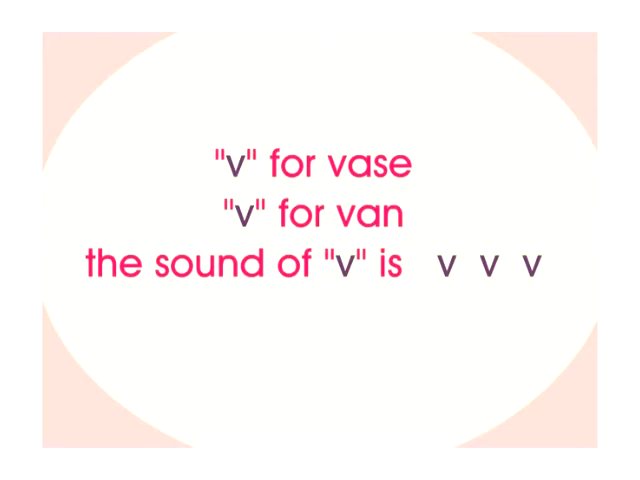 "v" for vase
"v" for van
the sound of "v" is v v v